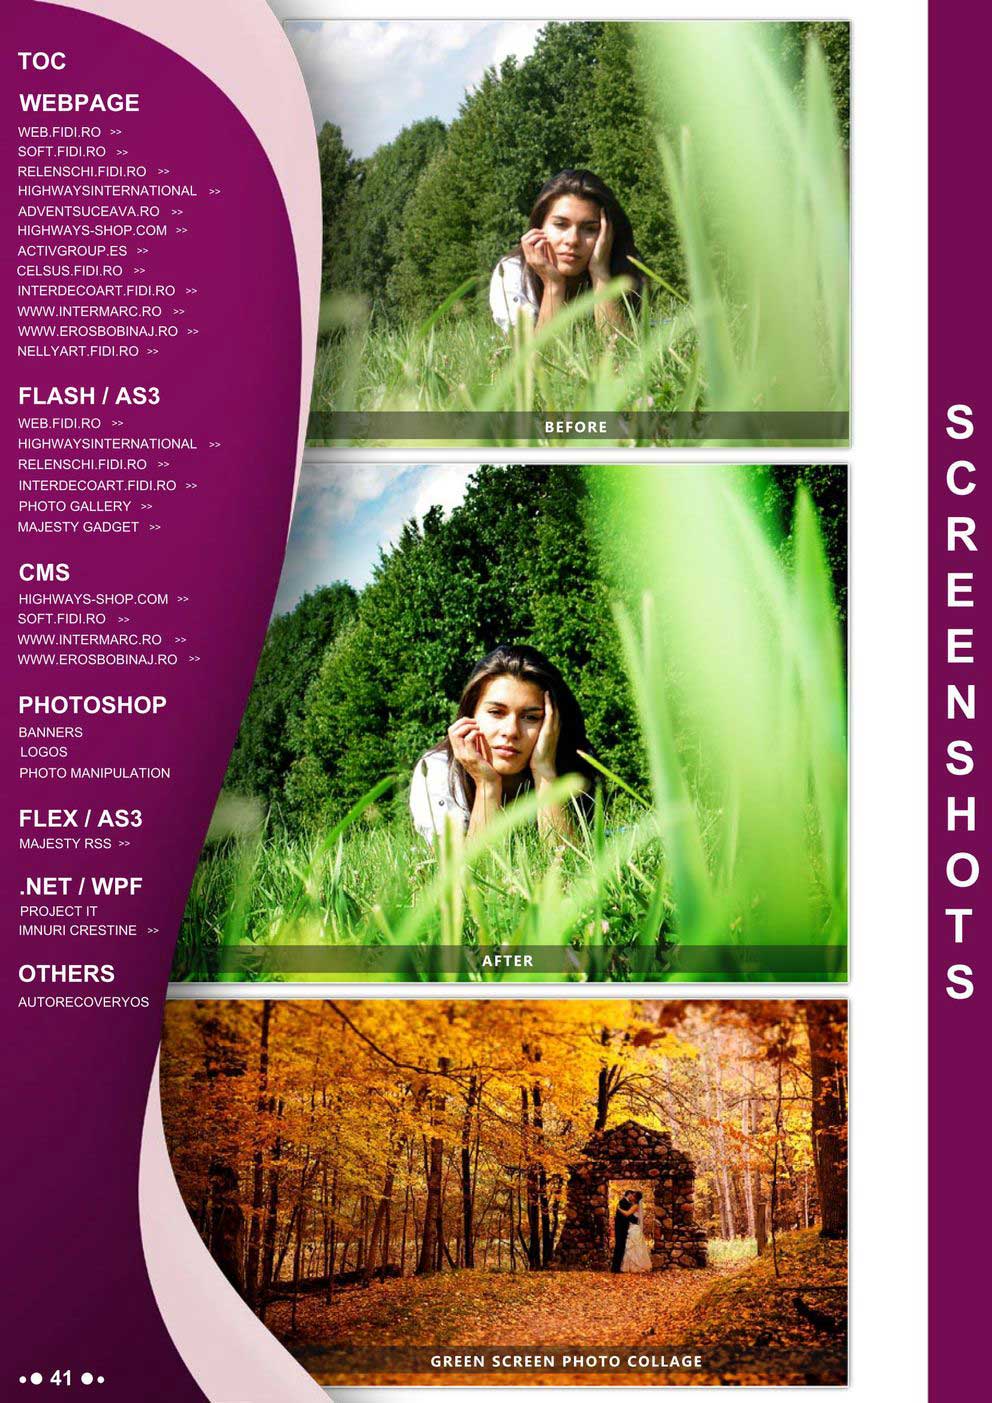 TOC
WEBPAGE
WEB.FIDI.RO >>
SOFT.FIDI.RO >>
RELENSCHI.FIDI.RO >>
HIGHWAYSINTERNATIONAL >>
ADVENTSUCEAVA.RO >>
HIGHWAYS-SHOP.COM >>
ACTIVGROUP.ES >>
CELSUS.FIDI.RO >>
INTERDECOART.FIDI.RO >>
WWW.INTERMARC.RO >>
WWW.EROSBOBINAJ.RO >>
NELLYART.FIDI.RO >>
FLASH / AS3
WEB.FIDI.RO >>
HIGHWAYSINTERNATIONAL >>
RELENSCHI.FIDI.RO >>
INTERDECOART.FIDI.RO >>
PHOTO GALLERY >>
MAJESTY GADGET >>
CMS
HIGHWAYS-SHOP.COM >>
SOFT.FIDI.RO >>
WWW.INTERMARC.RO >>
WWW.EROSBOBINAJ.RO >>
PHOTOSHOP
BANNERS
LOGOS
PHOTO MANIPULATION
FLEX / AS3
MAJESTY RSS >>
.NET / WPF
PROJECT IT
IMNURI CRESTINE >>
OTHERS
AUTORECOVERYOS
41
BEFORE
AFTER
GREEN SCREEN PHOTO COLLAGE
SCREENSHOTS